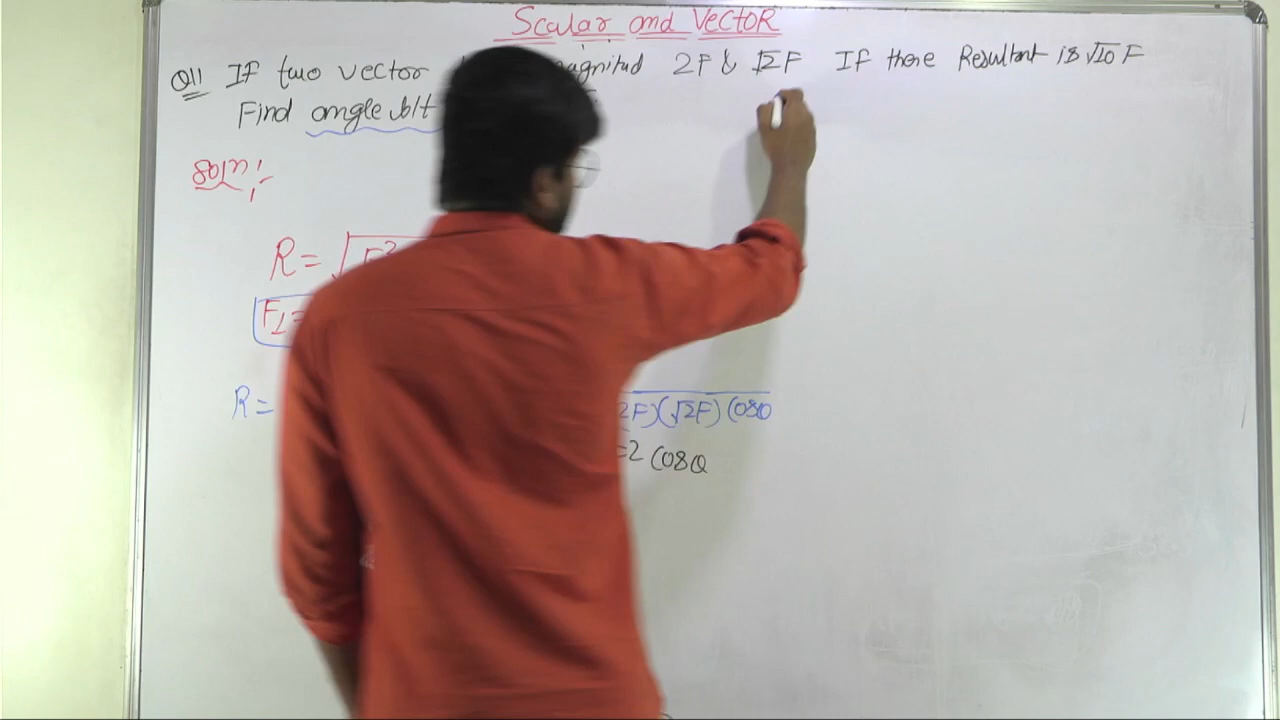 Scalar and Vector
Q11 If two vector magnitud 2F & √2F If there Resultant is √10 F
Find angle b/t
Soln:
R = √F²
F1 =
R = 2F)(√2F) Cosθ
=2 Cosθ